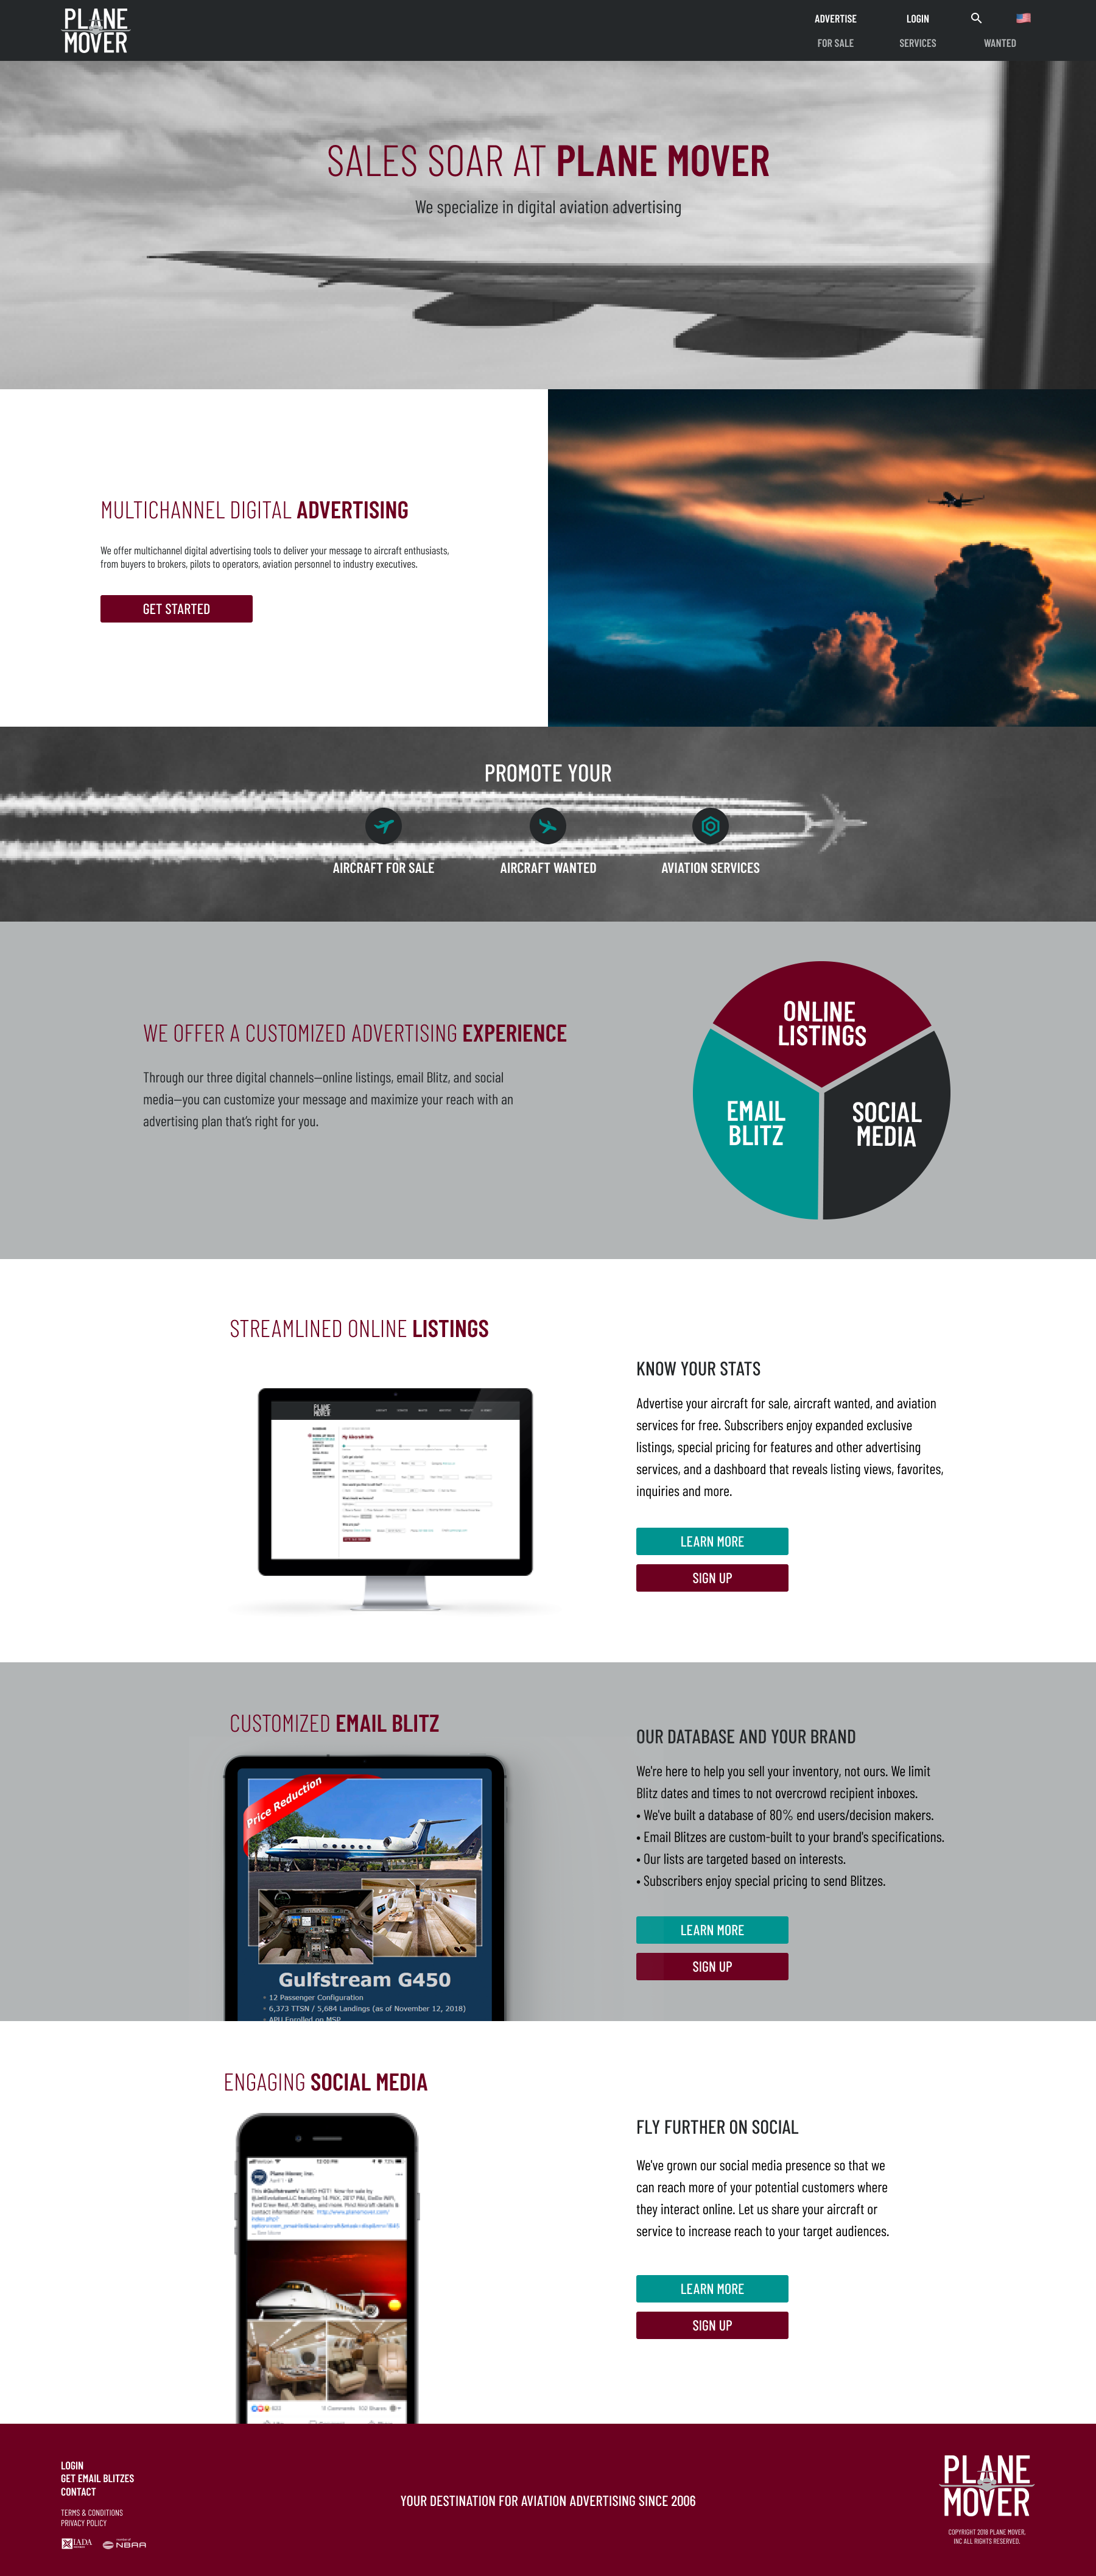 PLANE
MOVER
ADVERTISE
LOGIN
FOR SALE
SERVICES
WANTED
SALES SOAR AT PLANE MOVER
We specialize in digital aviation advertising
MULTICHANNEL DIGITAL ADVERTISING
We offer multichannel digital advertising tools to deliver your message to aircraft enthusiasts,
from buyers to brokers, pilots to operators, aviation personnel to industry executives.
GET STARTED
PROMOTE YOUR
AIRCRAFT FOR SALE
AIRCRAFT WANTED
AVIATION SERVICES
WE OFFER A CUSTOMIZED ADVERTISING EXPERIENCE
Through our three digital channels—online listings, email Blitz, and social
media—you can customize your message and maximize your reach with an
advertising plan that's right for you.
ONLINE
LISTINGS
EMAIL
BLITZ
SOCIAL
MEDIA
STREAMLINED ONLINE LISTINGS
PLANE
MOVER
KNOW YOUR STATS
Advertise your aircraft for sale, aircraft wanted, and aviation
services for free. Subscribers enjoy expanded exclusive
listings, special pricing for features and other advertising
services, and a dashboard that reveals listing views, favorites,
inquiries and more.
LEARN MORE
SIGN UP
CUSTOMIZED EMAIL BLITZ
Price Reduction
Gulfstream G450
• 12 Passenger Configuration
• 6,373 TTSN / 5,684 Landings (as of November 12, 2018)
• APU Enrolled on MSP
OUR DATABASE AND YOUR BRAND
We're here to help you sell your inventory, not ours. We limit
Blitz dates and times to not overcrowd recipient inboxes.
• We've built a database of 80% end users/decision makers.
• Email Blitzes are custom-built to your brand's specifications.
• Our lists are targeted based on interests.
• Subscribers enjoy special pricing to send Blitzes.
LEARN MORE
SIGN UP
ENGAGING SOCIAL MEDIA
Plane Mover, Inc.
FLY FURTHER ON SOCIAL
We've grown our social media presence so that we
can reach more of your potential customers where
they interact online. Let us share your aircraft or
service to increase reach to your target audiences.
LEARN MORE
SIGN UP
LOGIN
GET EMAIL BLITZES
CONTACT
TERMS & CONDITIONS
PRIVACY POLICY
IADA
NBAA
YOUR DESTINATION FOR AVIATION ADVERTISING SINCE 2006
PLANE
MOVER
COPYRIGHT 2018 PLANE MOVER,
INC ALL RIGHTS RESERVED.